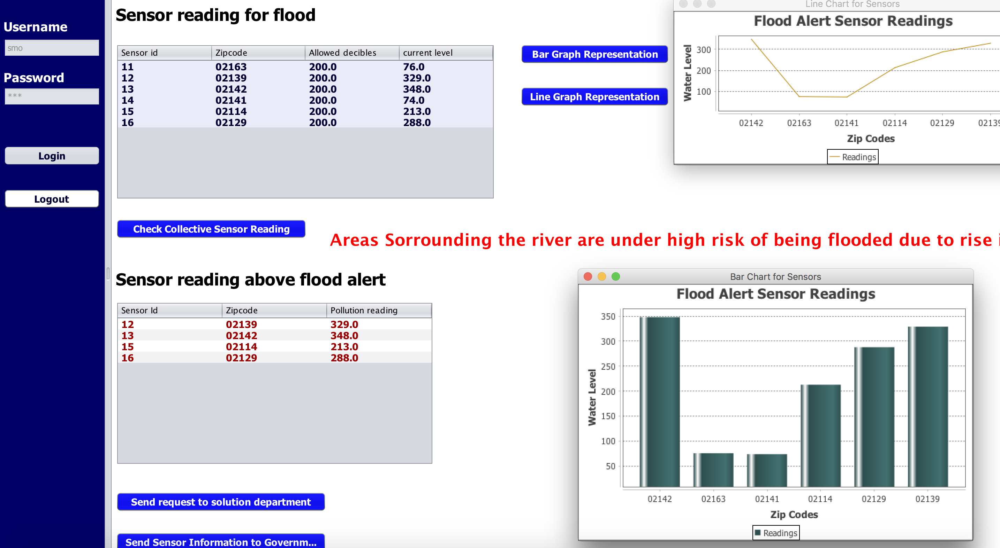 Username
smo
Password
***
Login
Logout
Sensor reading for flood
Sensor id Zipcode Allowed decibles current level
11 02163 200.0 76.0
12 02139 200.0 329.0
13 02142 200.0 348.0
14 02141 200.0 74.0
15 02114 200.0 213.0
16 02129 200.0 288.0
Bar Graph Representation
Line Graph Representation
Line Chart for Sensors
Flood Alert Sensor Readings
Water Level
300
200
100
02142 02163 02141 02114 02129 02139
Zip Codes
Readings
Check Collective Sensor Reading
Areas Sorrounding the river are under high risk of being flooded due to rise
Sensor reading above flood alert
Sensor Id Zipcode Pollution reading
12 02139 329.0
13 02142 348.0
15 02114 213.0
16 02129 288.0
Send request to solution department
Send Sensor Information to Governm...
Bar Chart for Sensors
Flood Alert Sensor Readings
Water Level
350
300
250
200
150
100
50
02142 02163 02141 02114 02129 02139
Zip Codes
Readings